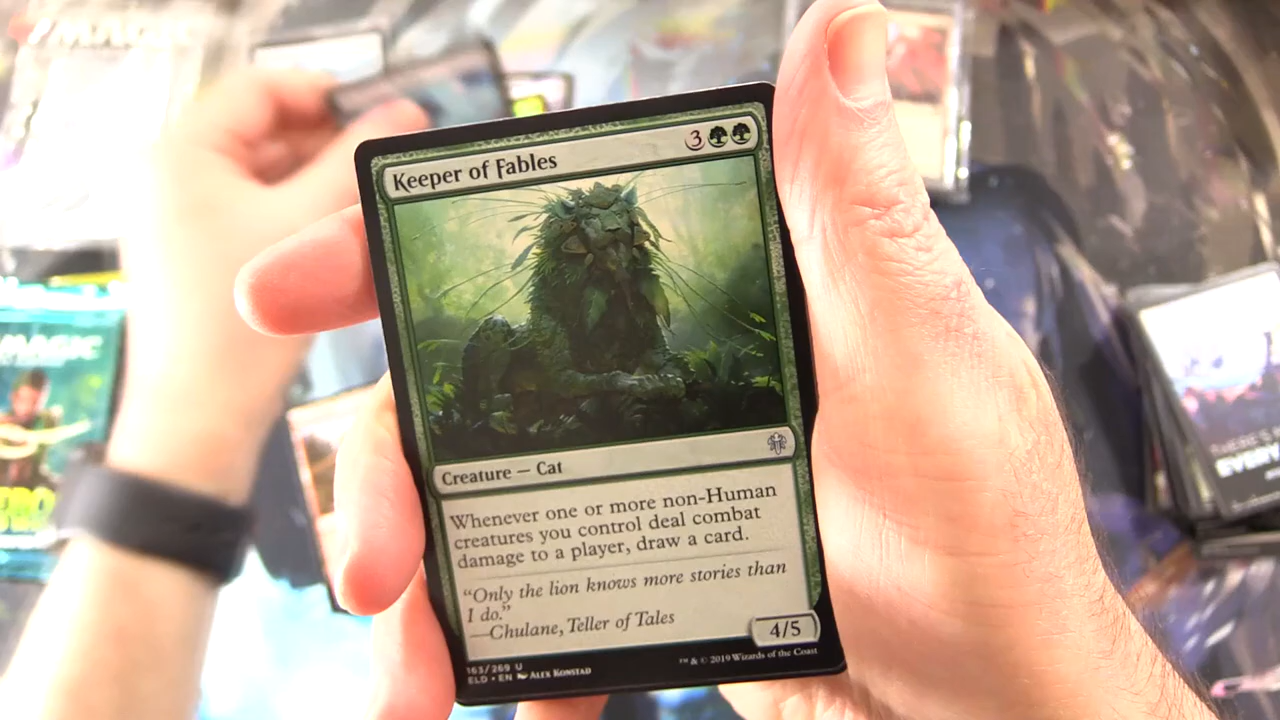 MAGIC
Keeper of Fables
3
Creature — Cat
Whenever one or more non-Human
creatures you control deal combat
damage to a player, draw a card.
“Only the lion knows more stories than
I do.”
—Chulane, Teller of Tales
4/5
163/269 U
ELD • EN Alex Konstad
™ & © 2019 Wizards of the Coast
MAGIC